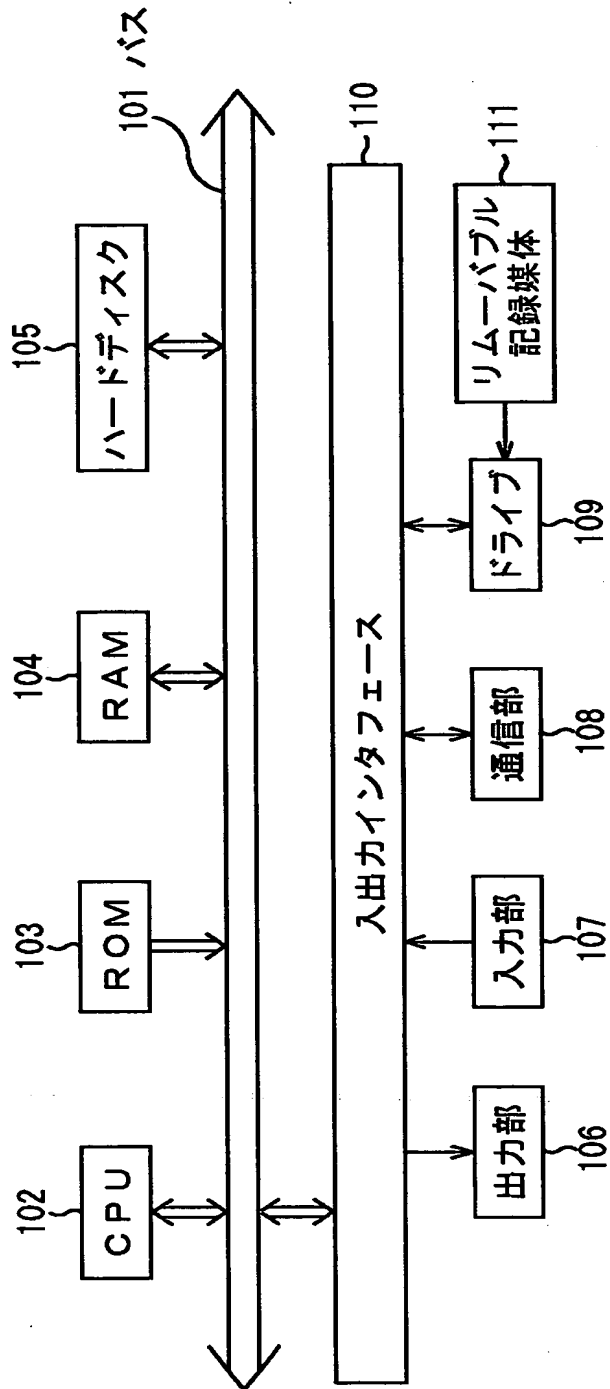 101 バス
102
CPU
103
ROM
104
RAM
105
ハードディスク
110
入出力インタフェース
出力部
106
入力部
107
通信部
108
ドライブ
109
リムーバブル
記録媒体
111